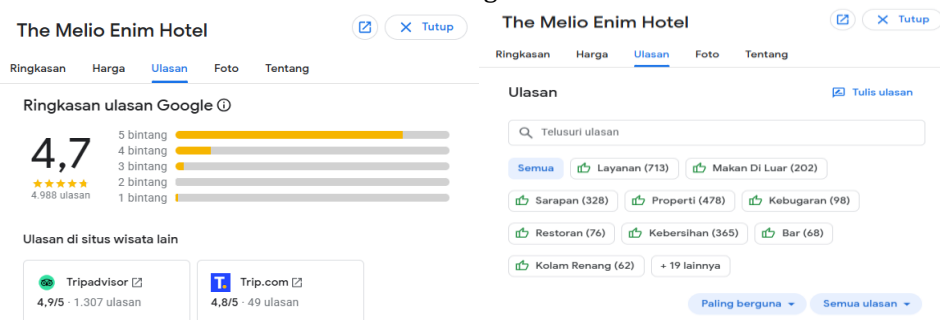 The Melio Enim Hotel
Tutup
Ringkasan Harga Ulasan Foto Tentang
Ringkasan ulasan Google
4,7
4.988 ulasan
5 bintang
4 bintang
3 bintang
2 bintang
1 bintang
Ulasan di situs wisata lain
Tripadvisor
4,9/5 · 1.307 ulasan
Trip.com
4,8/5 · 49 ulasan
The Melio Enim Hotel
Tutup
Ringkasan Harga Ulasan Foto Tentang
Ulasan
Tulis ulasan
Telusuri ulasan
Semua Layanan (713) Makan Di Luar (202)
Sarapan (328) Properti (478) Kebugaran (98)
Restoran (76) Kebersihan (365) Bar (68)
Kolam Renang (62) + 19 lainnya
Paling berguna Semua ulasan